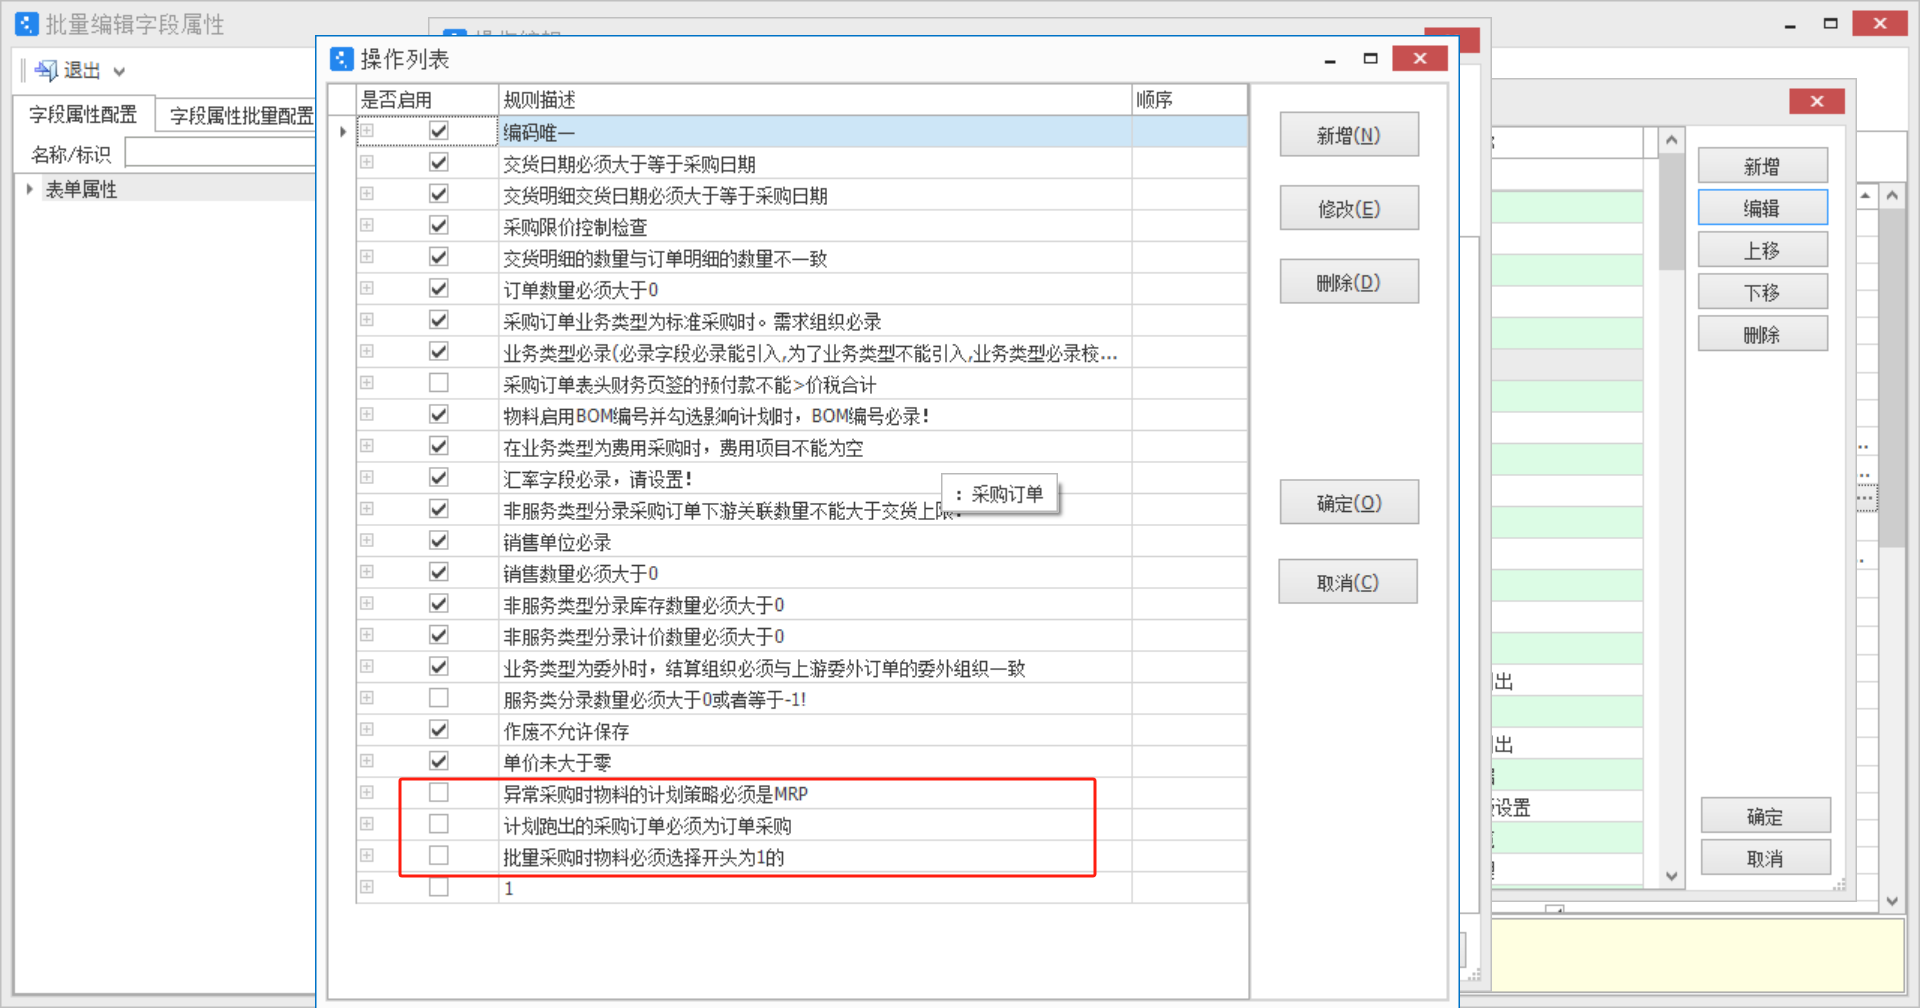 批量编辑字段属性
退出
字段属性配置
字段属性批量配置
名称/标识
表单属性
操作列表
是否启用
规则描述
顺序
编码唯一
交货日期必须大于等于采购日期
交货明细交货日期必须大于等于采购日期
采购限价控制检查
交货明细的数量与订单明细的数量不一致
订单数量必须大于0
采购订单业务类型为标准采购时。需求组织必录
业务类型必录(必录字段必录能引入,为了业务类型不能引入,业务类型必录校...
采购订单表头财务页签的预付款不能>价税合计
物料启用BOM编号并勾选影响计划时，BOM编号必录!
在业务类型为费用采购时，费用项目不能为空
汇率字段必录，请设置!
: 采购订单
非服务类型分录采购订单下游关联数量不能大于交货上限
销售单位必录
销售数量必须大于0
非服务类型分录库存数量必须大于0
非服务类型分录计价数量必须大于0
业务类型为委外时，结算组织必须与上游委外订单的委外组织一致
服务类分录数量必须大于0或者等于-1!
作废不允许保存
单价未大于零
异常采购时物料的计划策略必须是MRP
计划跑出的采购订单必须为订单采购
批量采购时物料必须选择开头为1的
1
新增(N)
修改(E)
删除(D)
确定(O)
取消(C)
新增
编辑
上移
下移
删除
出
出
设置
确定
取消